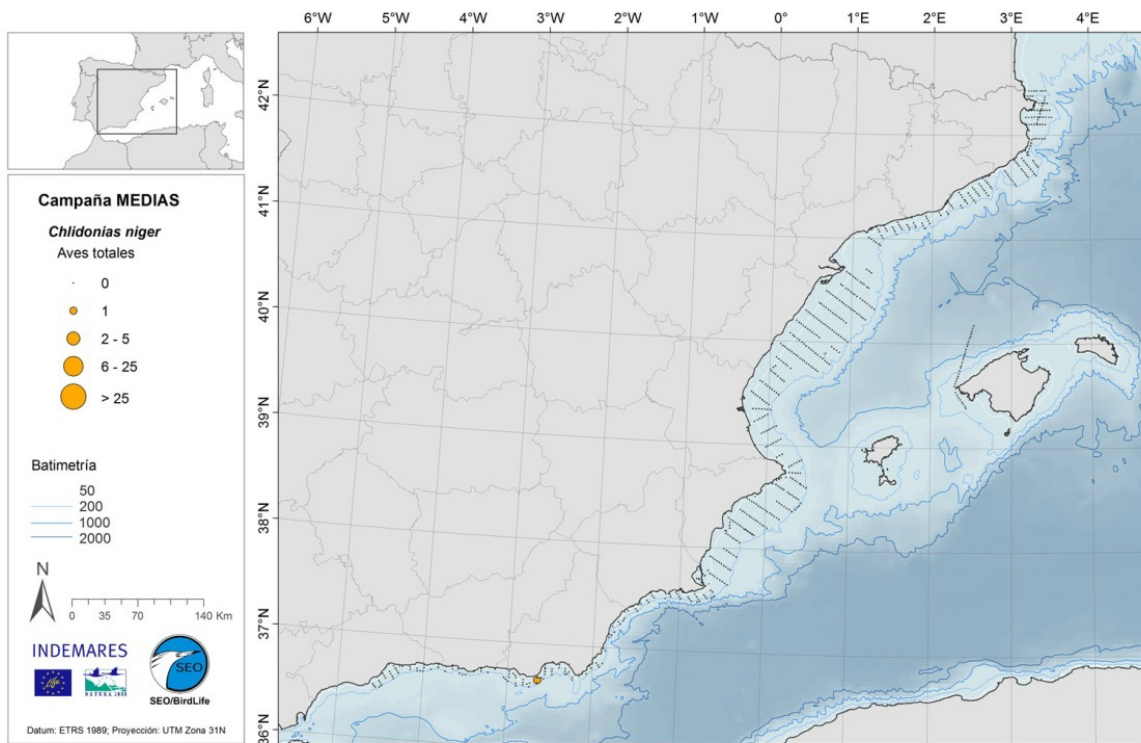 6°W 5°W 4°W 3°W 2°W 1°W 0° 1°E 2°E 3°E 4°E
42°N
41°N
40°N
39°N
38°N
37°N
36°N
Campaña MEDIAS
Chlidonias niger
Aves totales
0
1
2 - 5
6 - 25
> 25
Batimetría
50
200
1000
2000
N
0 35 70 140 Km
INDEMARES
Life
NATURA 2000
SEO
SEO/BirdLife
Datum: ETRS 1989; Proyección: UTM Zona 31N